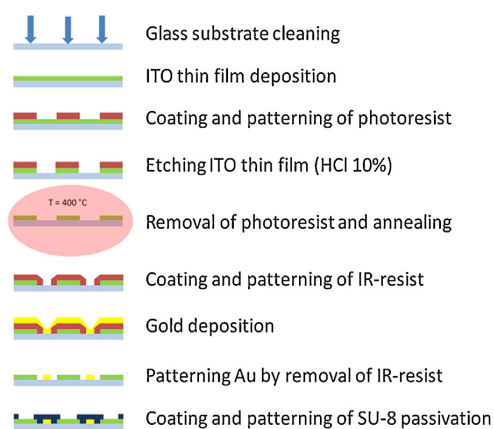 Glass substrate cleaning
ITO thin film deposition
Coating and patterning of photoresist
Etching ITO thin film (HCl 10%)
T = 400 °C
Removal of photoresist and annealing
Coating and patterning of IR-resist
Gold deposition
Patterning Au by removal of IR-resist
Coating and patterning of SU-8 passivation